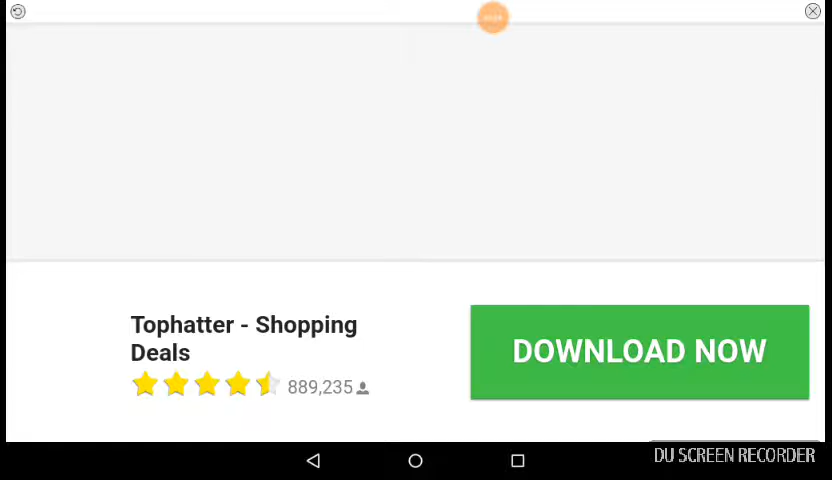 Tophatter - Shopping
Deals
889,235
DOWNLOAD NOW
DU SCREEN RECORDER